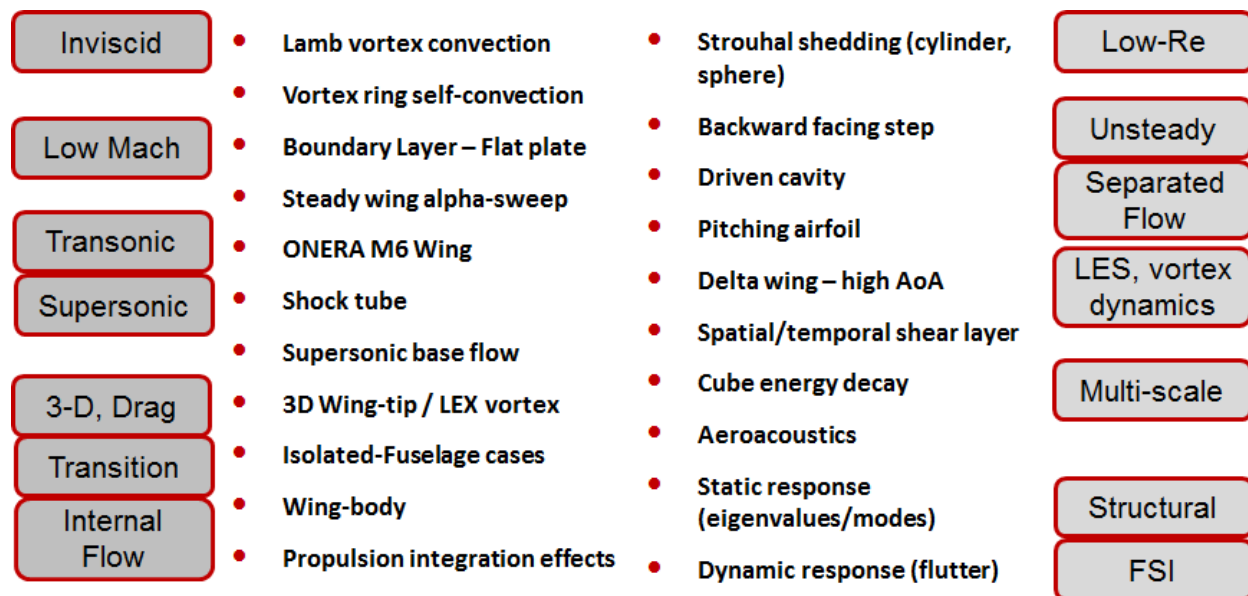 Inviscid
Low Mach
Transonic
Supersonic
3-D, Drag
Transition
Internal
Flow
• Lamb vortex convection
• Vortex ring self-convection
• Boundary Layer – Flat plate
• Steady wing alpha-sweep
• ONERA M6 Wing
• Shock tube
• Supersonic base flow
• 3D Wing-tip / LEX vortex
• Isolated-Fuselage cases
• Wing-body
• Propulsion integration effects
• Strouhal shedding (cylinder,
sphere)
• Backward facing step
• Driven cavity
• Pitching airfoil
• Delta wing – high AoA
• Spatial/temporal shear layer
• Cube energy decay
• Aeroacoustics
• Static response
(eigenvalues/modes)
• Dynamic response (flutter)
Low-Re
Unsteady
Separated
Flow
LES, vortex
dynamics
Multi-scale
Structural
FSI